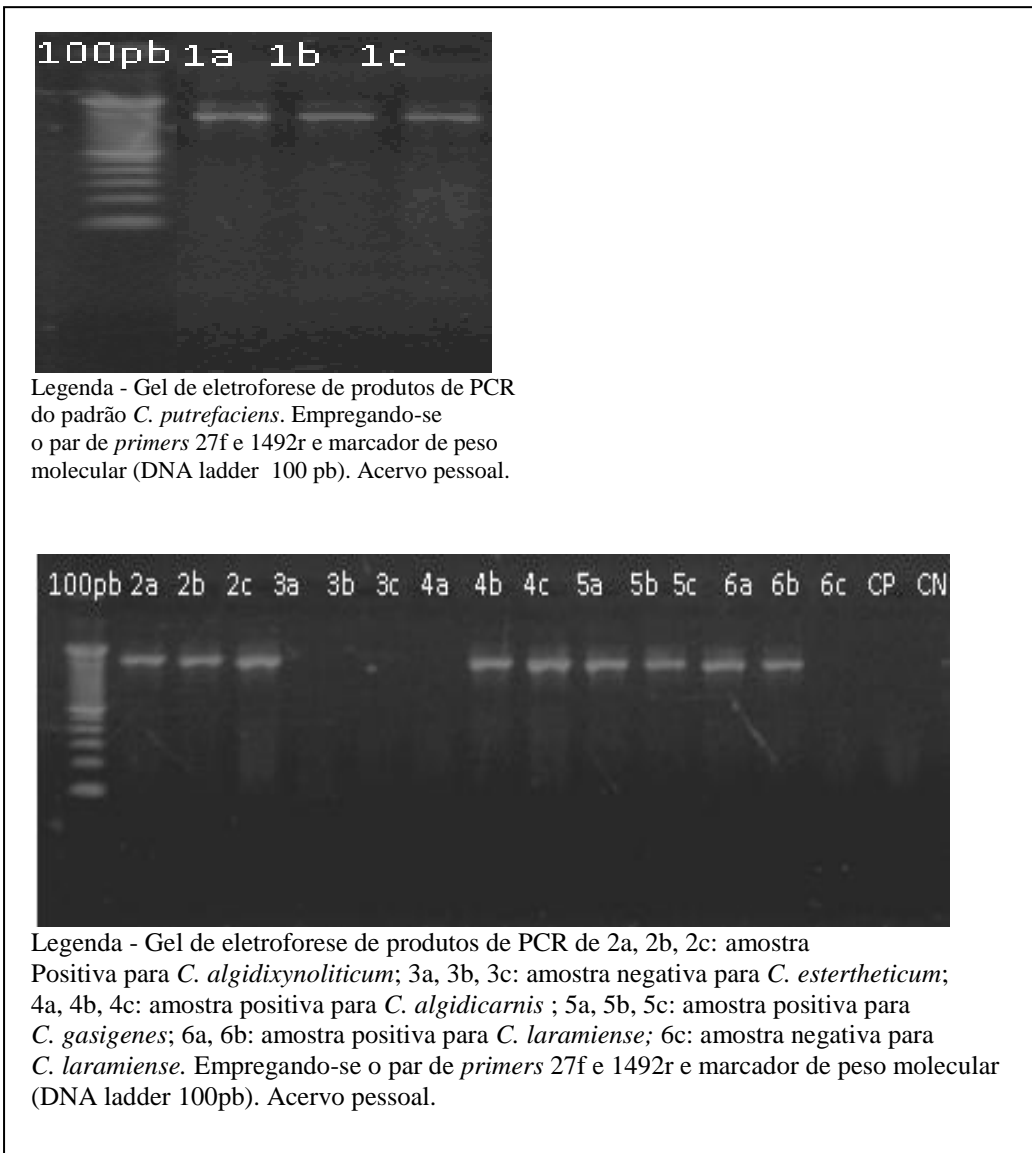 100pb 1a 1b 1c
Legenda - Gel de eletroforese de produtos de PCR
do padrão C. putrefaciens. Empregando-se
o par de primers 27f e 1492r e marcador de peso
molecular (DNA ladder 100 pb). Acervo pessoal.
100pb 2a 2b 2c 3a 3b 3c 4a 4b 4c 5a 5b 5c 6a 6b 6c CP CN
Legenda - Gel de eletroforese de produtos de PCR de 2a, 2b, 2c: amostra
Positiva para C. algidixynoliticum; 3a, 3b, 3c: amostra negativa para C. estertheticum;
4a, 4b, 4c: amostra positiva para C. algidicarnis ; 5a, 5b, 5c: amostra positiva para
C. gasigenes; 6a, 6b: amostra positiva para C. laramiense; 6c: amostra negativa para
C. laramiense. Empregando-se o par de primers 27f e 1492r e marcador de peso molecular
(DNA ladder 100pb). Acervo pessoal.